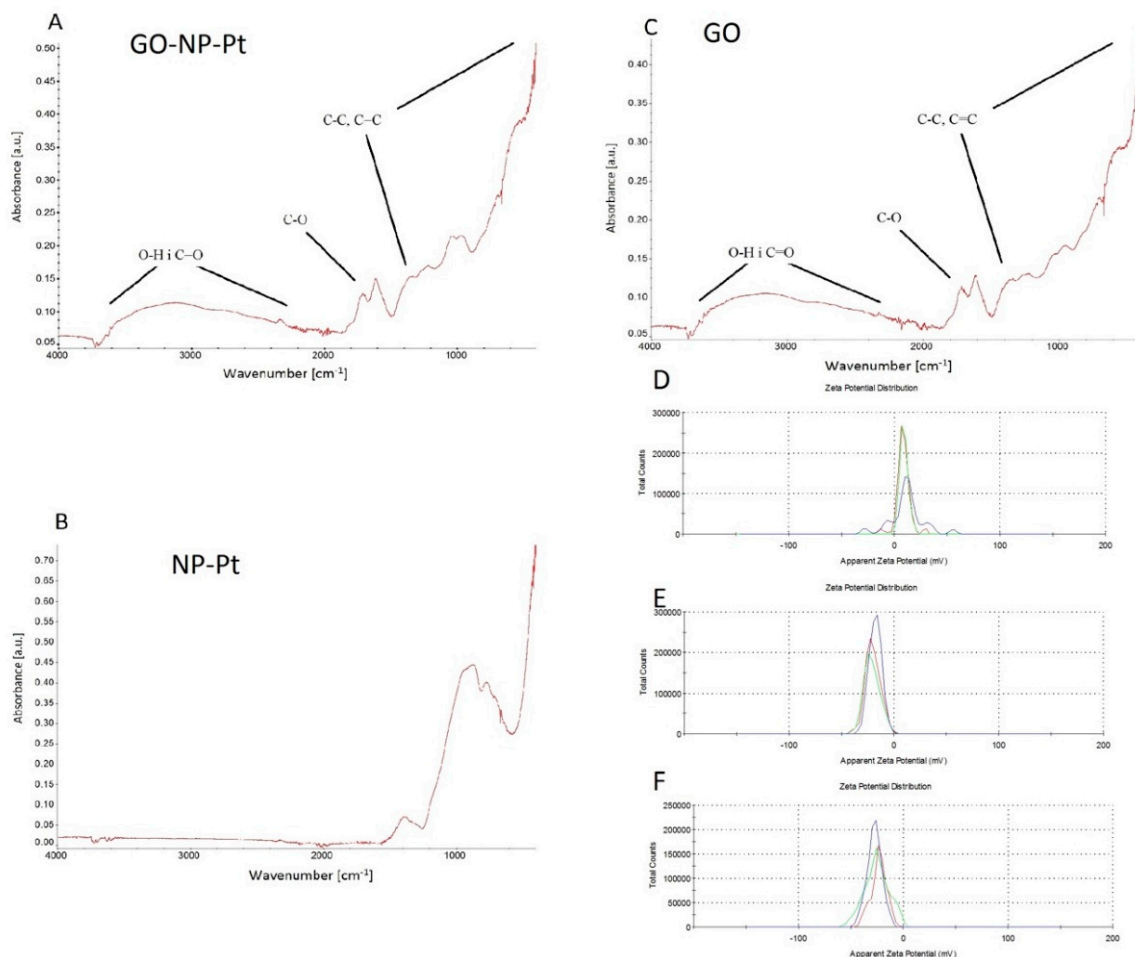 A
GO-NP-Pt
0.50
0.45
0.40
0.35
0.30
0.25
0.20
0.15
0.10
0.05
Absorbance [a.u.]
C-C, C–C
C-O
O-H i C–O
4000
3000
2000
1000
Wavenumber [cm⁻¹]
C
GO
0.40
0.35
0.30
0.25
0.20
0.15
0.10
0.05
Absorbance [a.u.]
C-C, C=C
C-O
O-H i C=O
4000
3000
2000
1000
Wavenumber [cm⁻¹]
B
NP-Pt
0.70
0.65
0.60
0.55
0.50
0.45
0.40
0.35
0.30
0.25
0.20
0.15
0.10
0.05
0.00
Absorbance [a.u.]
4000
3000
2000
1000
Wavenumber [cm⁻¹]
D
Zeta Potential Distribution
300000
200000
100000
0
Total Counts
-100
0
100
200
Apparent Zeta Potential (mV)
E
Zeta Potential Distribution
300000
200000
100000
0
Total Counts
-100
0
100
200
Apparent Zeta Potential (mV)
F
Zeta Potential Distribution
250000
200000
150000
100000
50000
0
Total Counts
-100
0
100
200
Apparent Zeta Potential (mV)